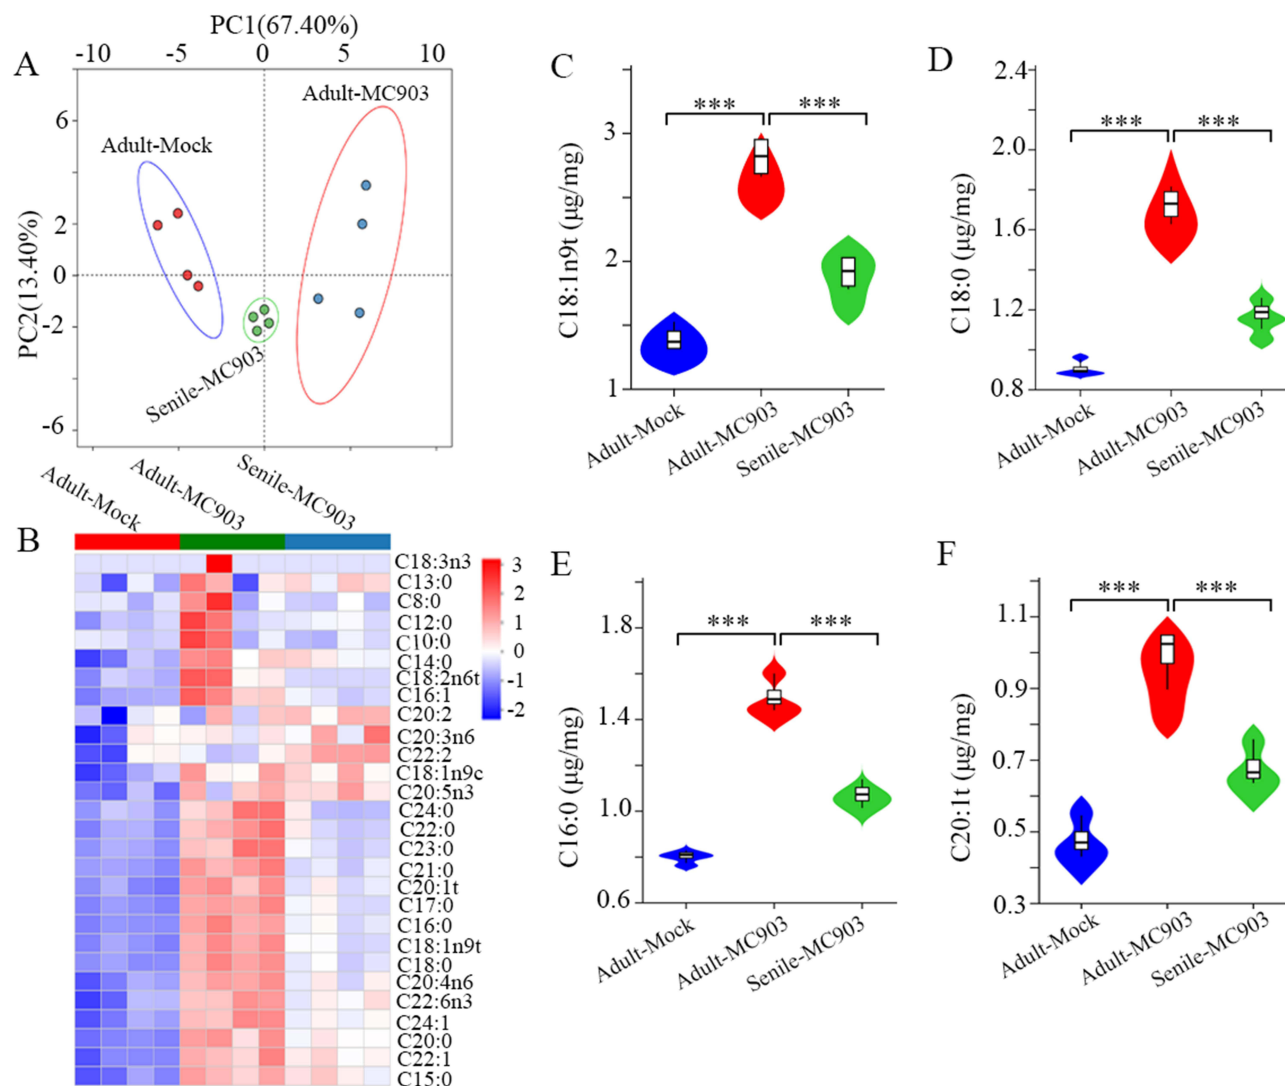 A
PC1(67.40%)
-10 -5 0 5 10
PC2(13.40%)
6
2
0
-2
-6
Adult-Mock
Adult-MC903
Senile-MC903
B
Adult-Mock
Adult-MC903
Senile-MC903
C18:3n3
C13:0
C8:0
C12:0
C10:0
C14:0
C18:2n6t
C16:1
C20:2
C20:3n6
C22:2
C18:1n9c
C20:5n3
C24:0
C22:0
C23:0
C21:0
C20:1t
C17:0
C16:0
C18:1n9t
C18:0
C20:4n6
C22:6n3
C24:1
C20:0
C22:1
C15:0
3
2
1
0
-1
-2
C
C18:1n9t (μg/mg)
3
2
1
*** ***
Adult-Mock
Adult-MC903
Senile-MC903
D
C18:0 (μg/mg)
2.4
2.0
1.6
1.2
0.8
*** ***
Adult-Mock
Adult-MC903
Senile-MC903
E
C16:0 (μg/mg)
1.8
1.4
1.0
0.6
*** ***
Adult-Mock
Adult-MC903
Senile-MC903
F
C20:1t (μg/mg)
1.1
0.9
0.7
0.5
0.3
*** ***
Adult-Mock
Adult-MC903
Senile-MC903